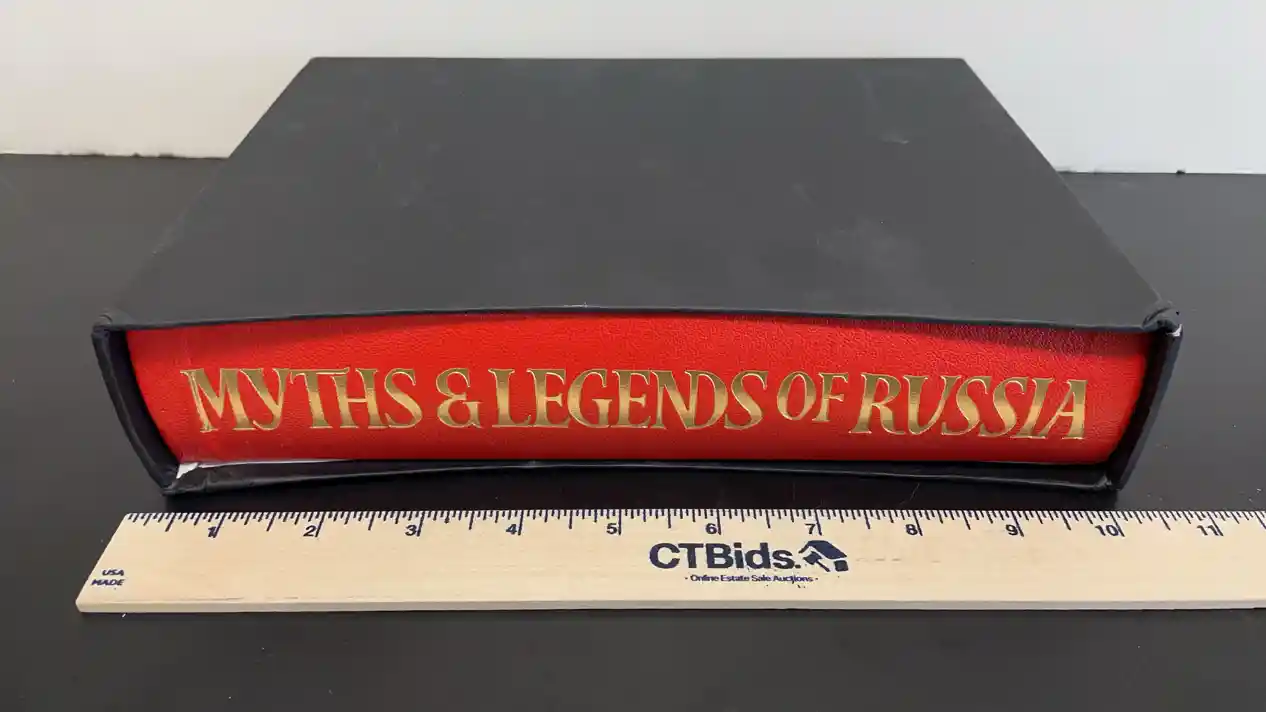 MYTHS & LEGENDS OF RUSSIA
1 2 3 4 5 6 7 8 9 10 11
CTBids.
· Online Estate Sale Auctions ·
USA
MADE